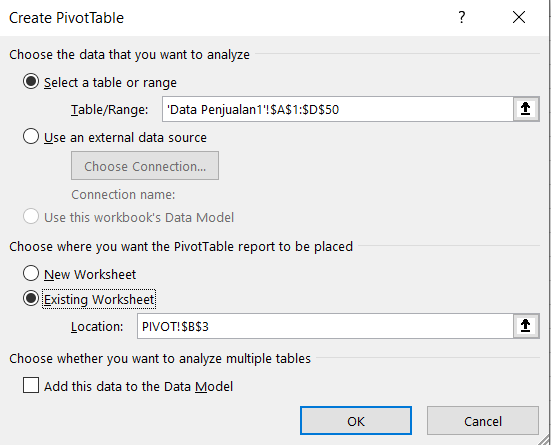 Create PivotTable ? ×
Choose the data that you want to analyze
Select a table or range
Table/Range: 'Data Penjualan1'!$A$1:$D$50
Use an external data source
Choose Connection...
Connection name:
Use this workbook's Data Model
Choose where you want the PivotTable report to be placed
New Worksheet
Existing Worksheet
Location: PIVOT!$B$3
Choose whether you want to analyze multiple tables
Add this data to the Data Model
OK Cancel